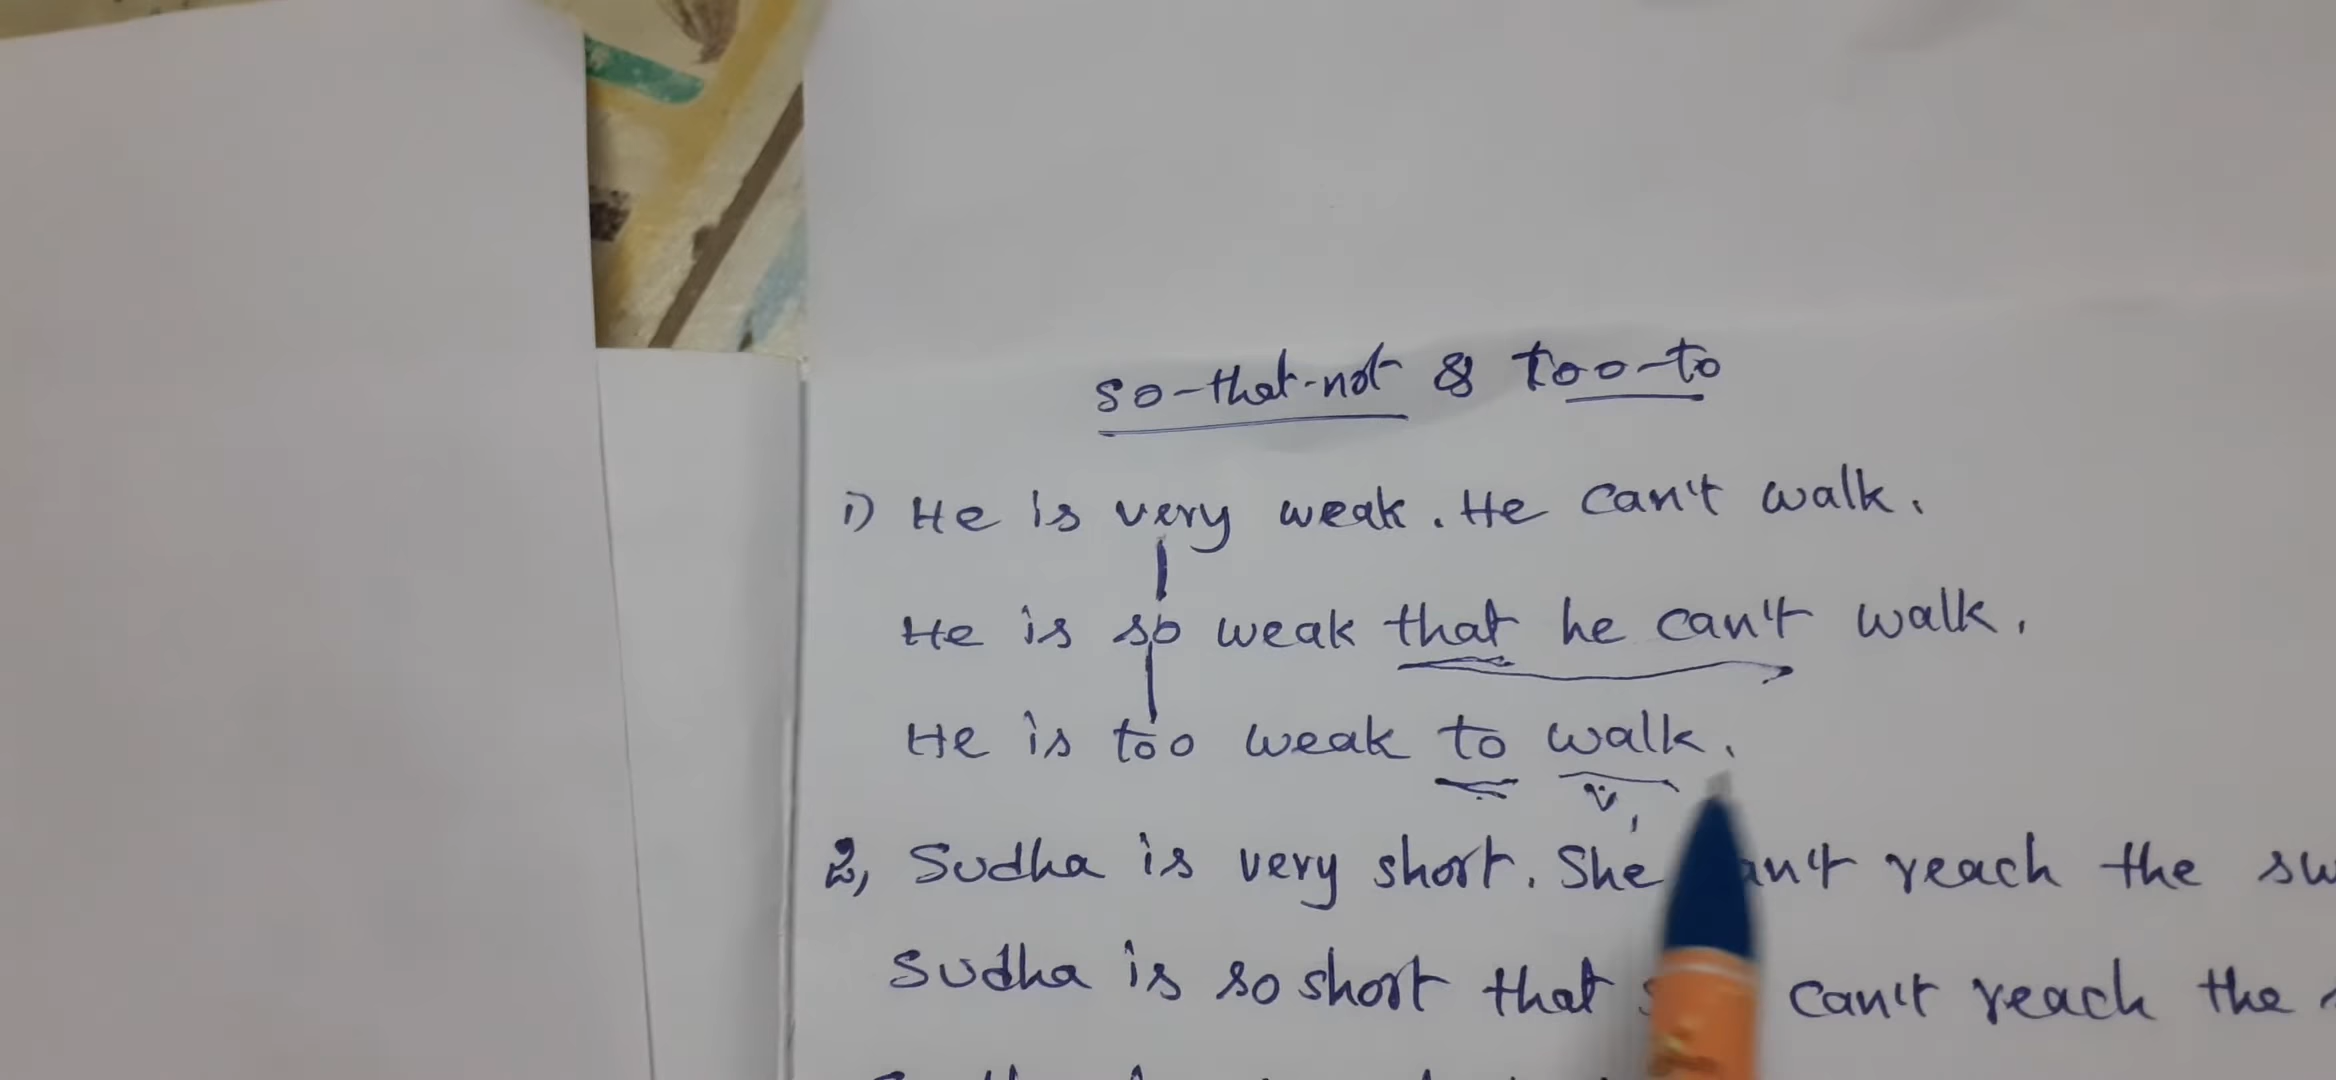 so-that-not & too-to
1) He is very weak. He can't walk.
He is so weak that he can't walk.
He is too weak to walk.
V,
2, Sudha is very short. She can't reach the
Sudha is so short that can't reach the